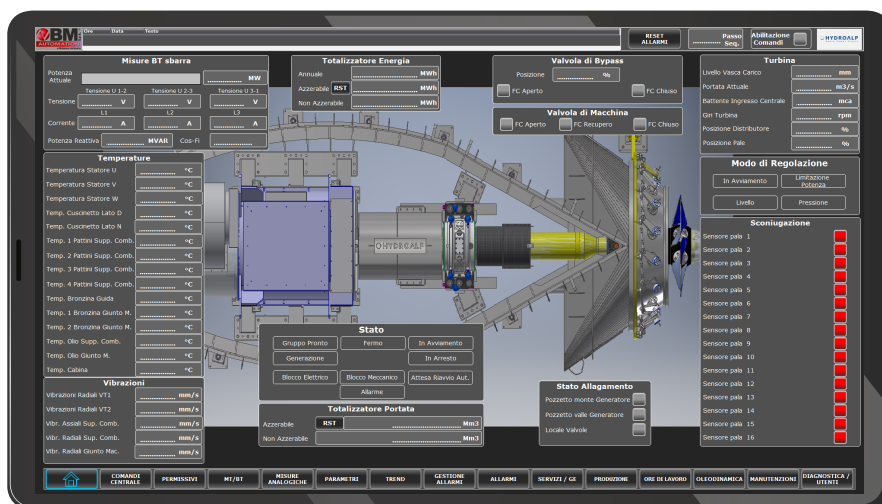 BM
AUTOMATION
Ore Data Testo
RESET
ALLARMI
Passo
Seq.
Abilitazione
Comandi
HYDROALP
Misure BT sbarra
Potenza
Attuale
MW
Tensione U 1-2 Tensione U 2-3 Tensione U 3-1
Tensione V V V
L1 L2 L3
Corrente A A A
Potenza Reattiva MVAR Cos-Fi
Totalizzatore Energia
Annuale MWh
Azzerabile RST MWh
Non Azzerabile MWh
Valvola di Bypass
Posizione %
FC Aperto FC Chiuso
Valvola di Macchina
FC Aperto FC Recupero FC Chiuso
Turbina
Livello Vasca Carico mm
Portata Attuale m3/s
Battente Ingresso Centrale mca
Giri Turbina rpm
Posizione Distributore %
Posizione Pale %
Modo di Regolazione
In Avviamento Limitazione
Potenza
Livello Pressione
Temperature
Temperatura Statore U °C
Temperatura Statore V °C
Temperatura Statore W °C
Temp. Cuscinetto Lato D °C
Temp. Cuscinetto Lato N °C
Temp. 1 Pattini Supp. Comb. °C
Temp. 2 Pattini Supp. Comb. °C
Temp. 3 Pattini Supp. Comb. °C
Temp. 4 Pattini Supp. Comb. °C
Temp. Bronzina Guida °C
Temp. 1 Bronzina Giunto M. °C
Temp. 2 Bronzina Giunto M. °C
Temp. Olio Supp. Comb. °C
Temp. Olio Giunto M. °C
Temp. Cabina °C
HYDROALP
Sconiugazione
Sensore pala 1
Sensore pala 2
Sensore pala 3
Sensore pala 4
Sensore pala 5
Sensore pala 6
Sensore pala 7
Sensore pala 8
Sensore pala 9
Sensore pala 10
Sensore pala 11
Sensore pala 12
Sensore pala 13
Sensore pala 14
Sensore pala 15
Sensore pala 16
Stato
Gruppo Pronto Fermo In Avviamento
Generazione In Arresto
Blocco Elettrico Blocco Meccanico Attesa Riavvio Aut.
Allarme
Vibrazioni
Vibrazioni Radiali VT1 mm/s
Vibrazioni Radiali VT2 mm/s
Vibr. Assiali Sup. Comb. mm/s
Vibr. Radiali Sup. Comb. mm/s
Vibr. Radiali Giunto Mac. mm/s
Totalizzatore Portata
Azzerabile RST Mm3
Non Azzerabile Mm3
Stato Allagamento
Pozzetto monte Generatore
Pozzetto valle Generatore
Locale Valvole
COMANDI
CENTRALE
PERMISSIVI
MT/BT
MISURE
ANALOGICHE
PARAMETRI
TREND
GESTIONE
ALLARMI
ALLARMI
SERVIZI / GE
PRODUZIONE
ORE DI LAVORO
OLEODINAMICA
MANUTENZIONI
DIAGNOSTICA /
UTENTI